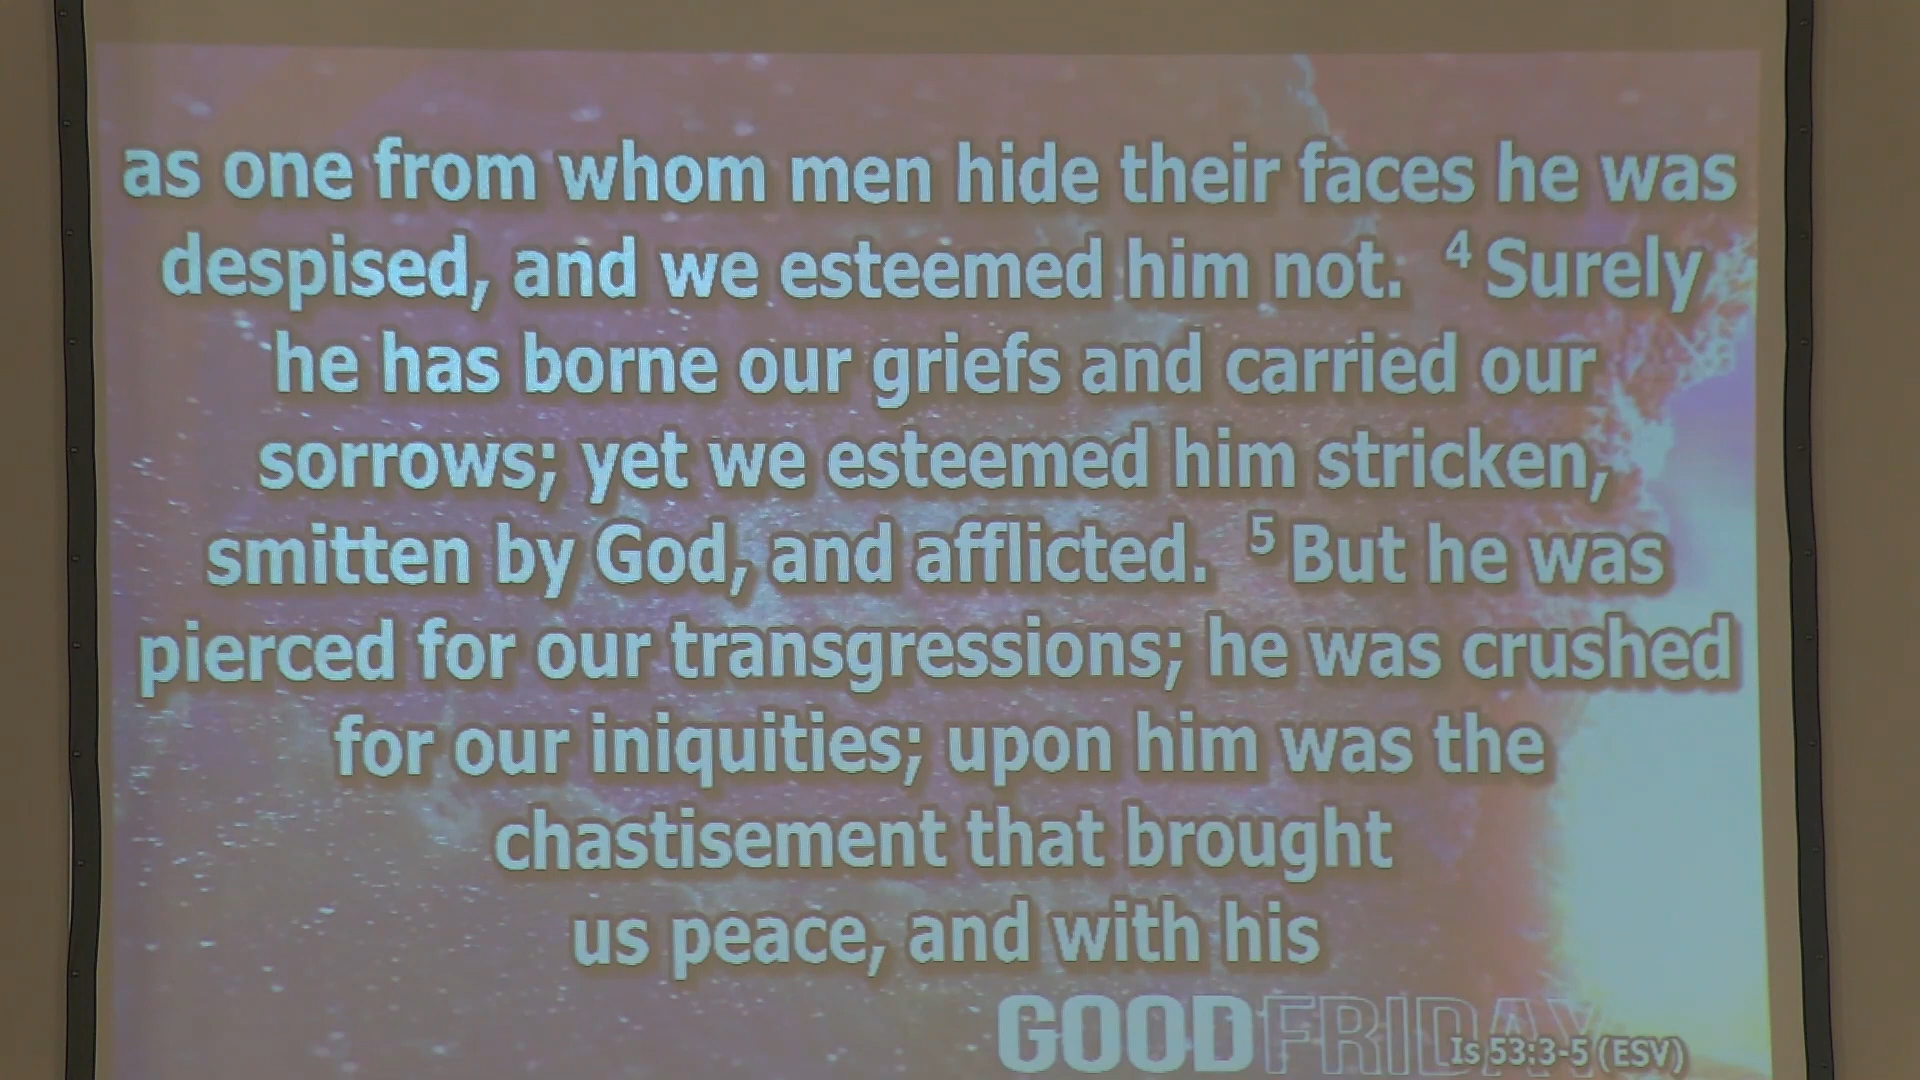 as one from whom men hide their faces he was
despised, and we esteemed him not. 4 Surely
he has borne our griefs and carried our
sorrows; yet we esteemed him stricken,
smitten by God, and afflicted. 5 But he was
pierced for our transgressions; he was crushed
for our iniquities; upon him was the
chastisement that brought
us peace, and with his
GOODFRIDAY
Is 53:3-5 (ESV)